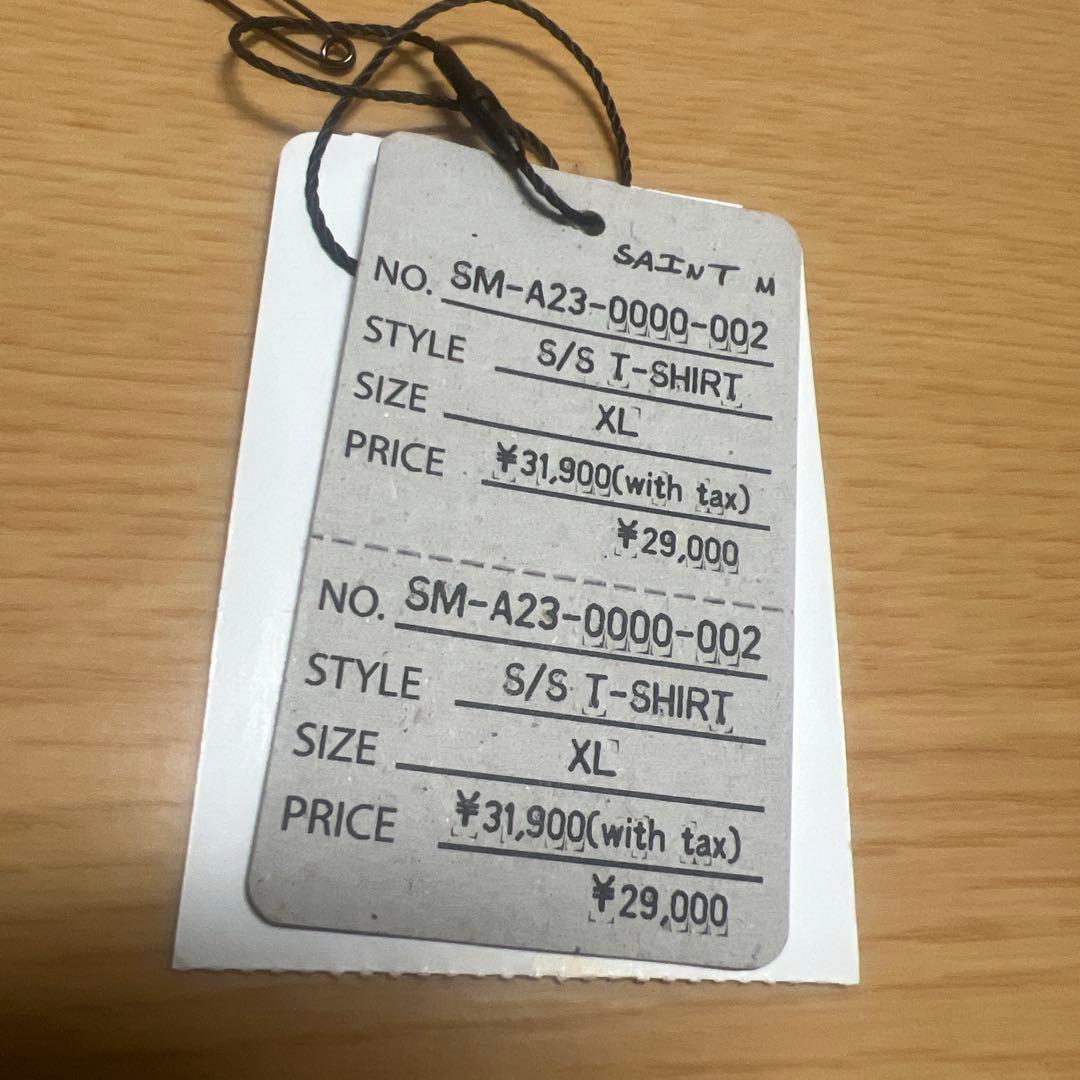 SAINT M
NO. SM-A23-0000-002
STYLE S/S T-SHIRT
SIZE XL
PRICE ¥31,900(with tax)
¥29,000
NO. SM-A23-0000-002
STYLE S/S T-SHIRT
SIZE XL
PRICE ¥31,900(with tax)
¥29,000